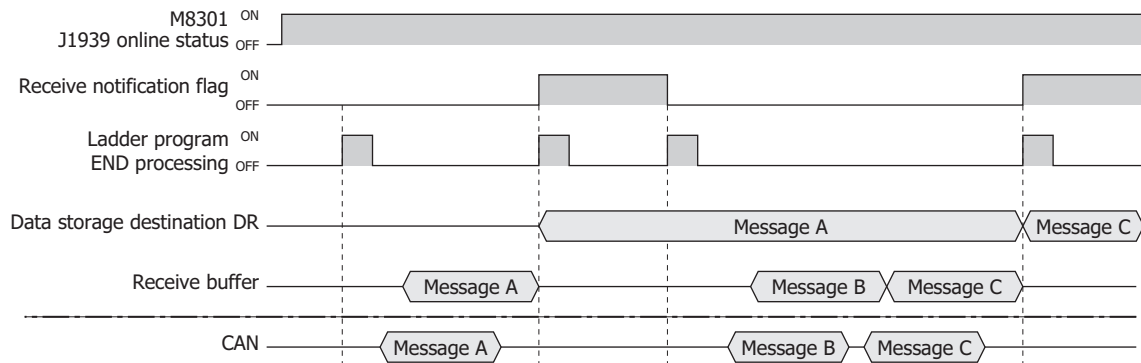 M8301 ON
J1939 online status OFF
Receive notification flag ON
OFF
Ladder program ON
END processing OFF
Data storage destination DR Message A Message C
Receive buffer Message A Message B Message C
CAN Message A Message B Message C